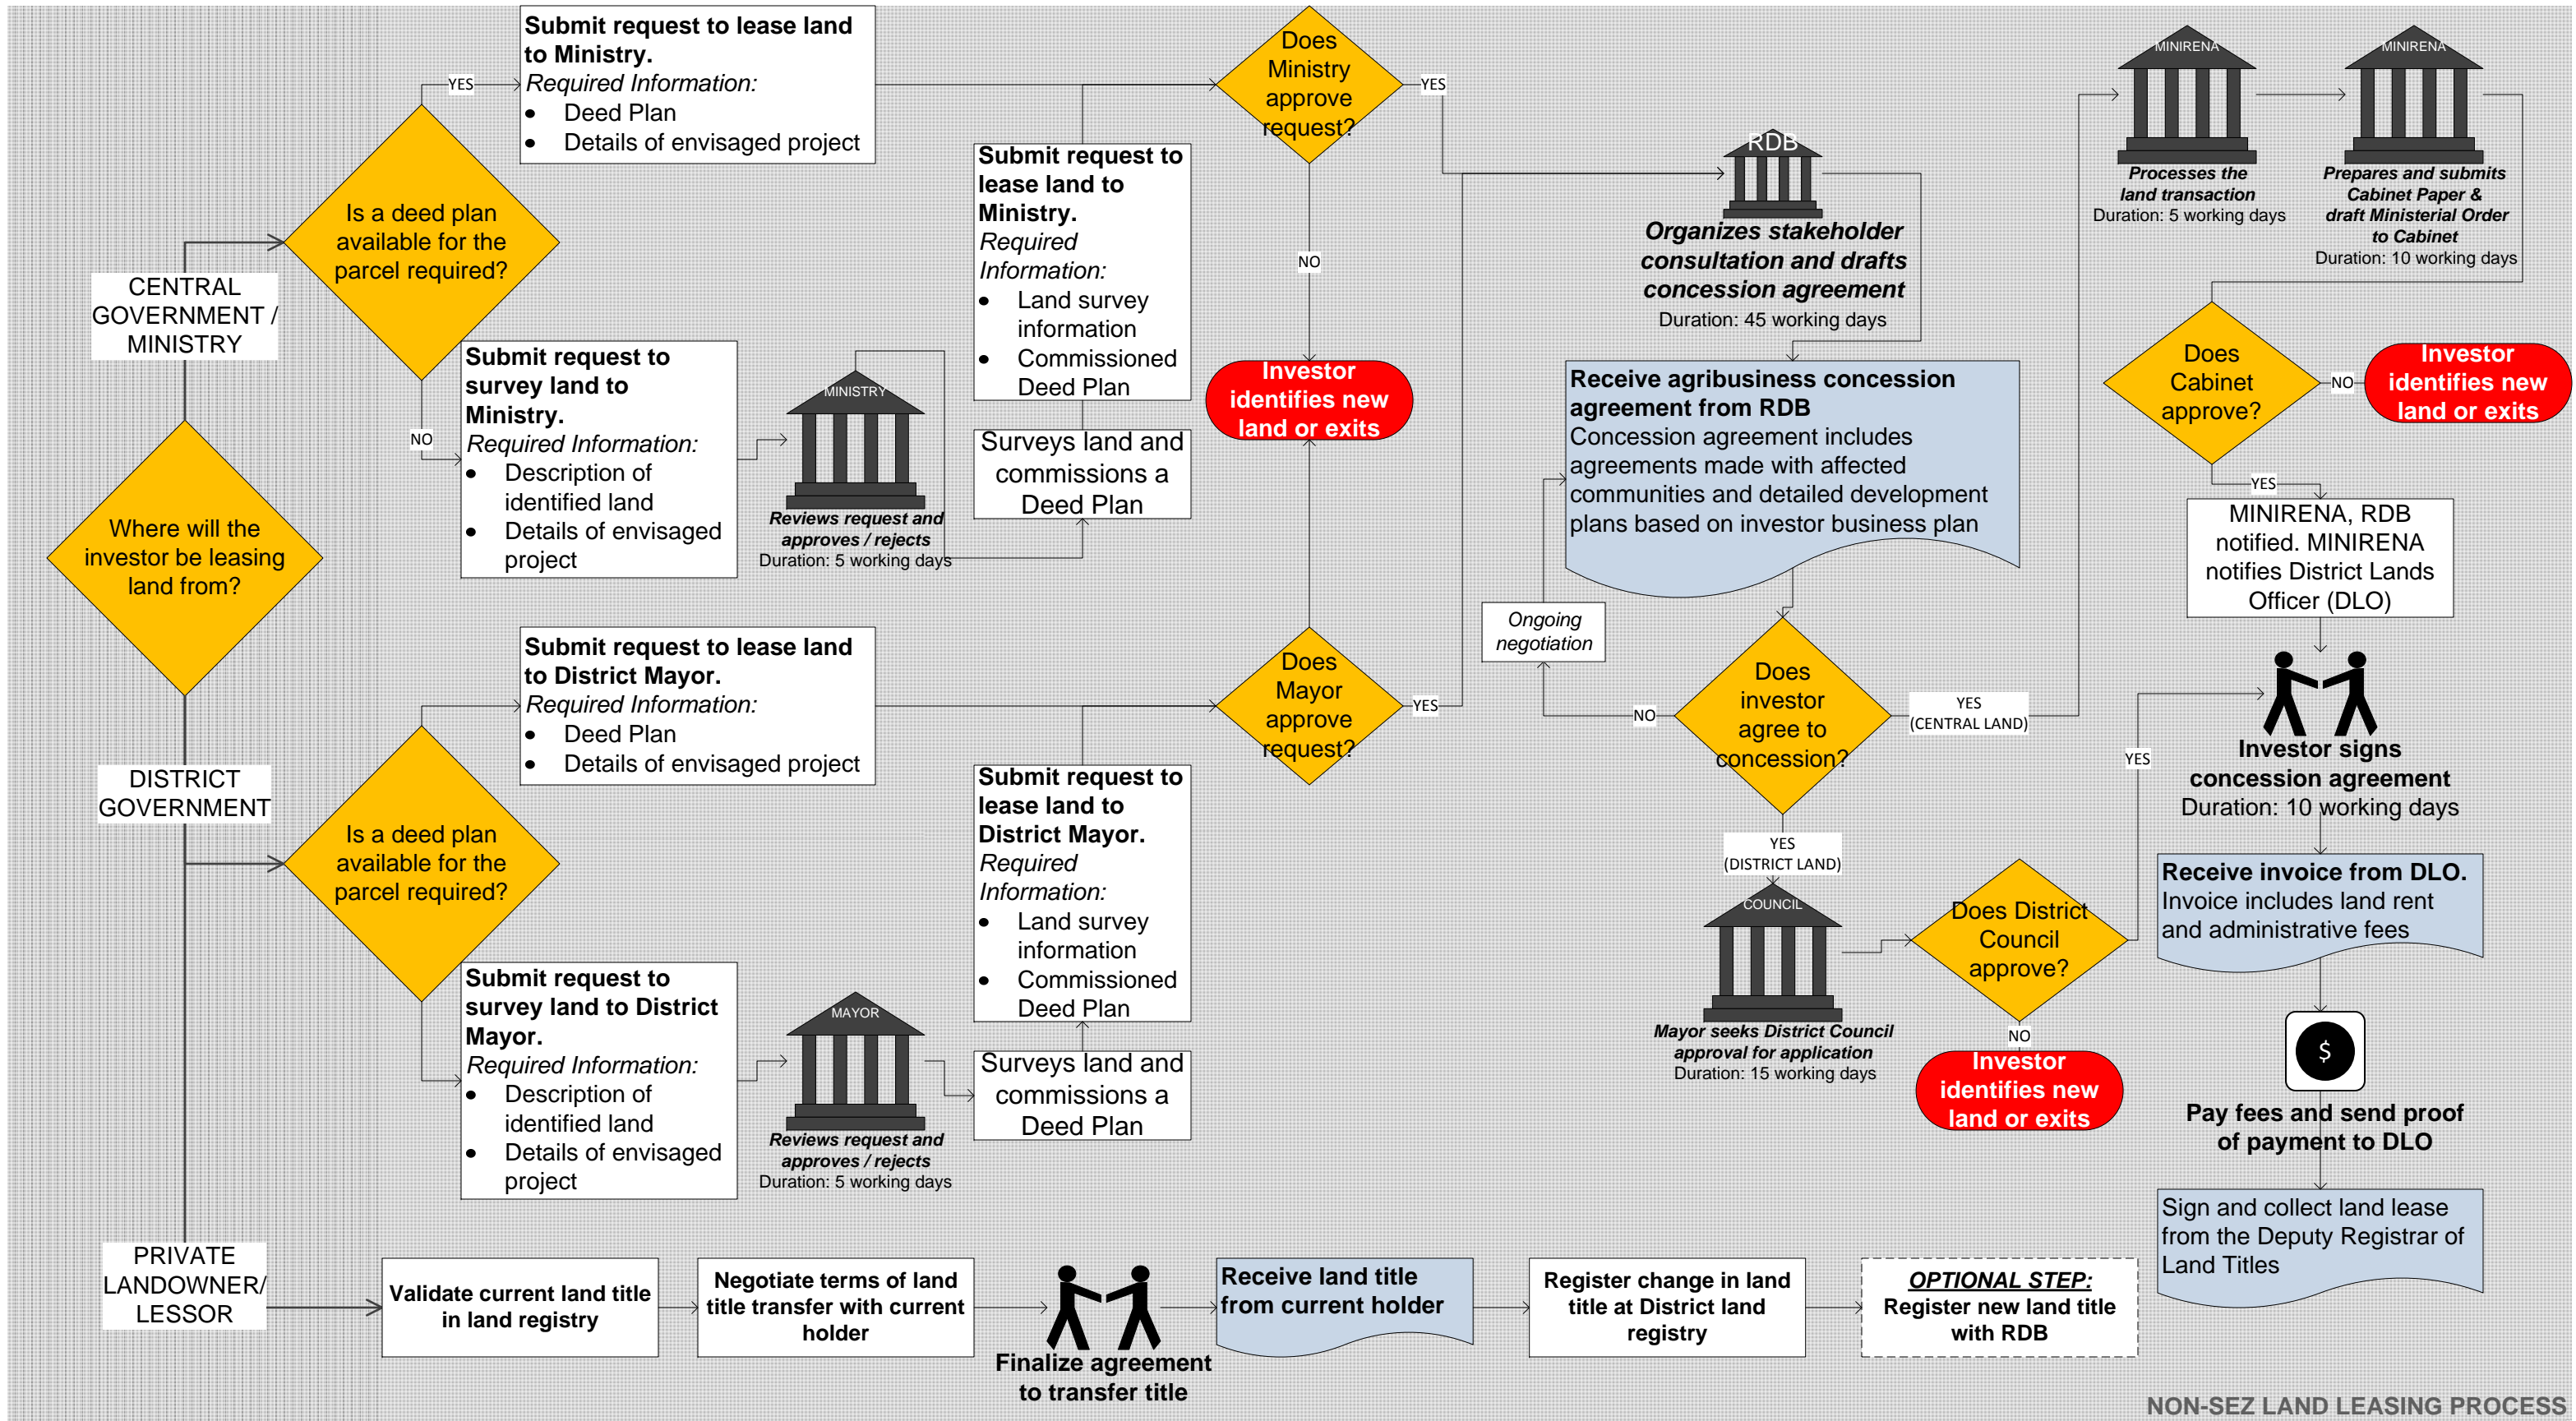 Submit request to lease land
to Ministry.
Required Information:
• Deed Plan
• Details of envisaged project
YES
Is a deed plan
available for the
parcel required?
CENTRAL
GOVERNMENT /
MINISTRY
NO
Submit request to
survey land to
Ministry.
Required Information:
• Description of
identified land
• Details of envisaged
project
MINISTRY
Reviews request and
approves / rejects
Duration: 5 working days
Surveys land and
commissions a
Deed Plan
Submit request to
lease land to
Ministry.
Required
Information:
• Land survey
information
• Commissioned
Deed Plan
Does
Ministry
approve
request?
YES
NO
Investor
identifies new
land or exits
Where will the
investor be leasing
land from?
DISTRICT
GOVERNMENT
Is a deed plan
available for the
parcel required?
Submit request to lease land
to District Mayor.
Required Information:
• Deed Plan
• Details of envisaged project
Submit request to
survey land to District
Mayor.
Required Information:
• Description of
identified land
• Details of envisaged
project
MAYOR
Reviews request and
approves / rejects
Duration: 5 working days
Surveys land and
commissions a
Deed Plan
Submit request to
lease land to
District Mayor.
Required
Information:
• Land survey
information
• Commissioned
Deed Plan
Does
Mayor
approve
request?
YES
RDB
Organizes stakeholder
consultation and drafts
concession agreement
Duration: 45 working days
Receive agribusiness concession
agreement from RDB
Concession agreement includes
agreements made with affected
communities and detailed development
plans based on investor business plan
Ongoing
negotiation
NO
Does
investor
agree to
concession?
YES
(CENTRAL LAND)
YES
(DISTRICT LAND)
COUNCIL
Mayor seeks District Council
approval for application
Duration: 15 working days
Does District
Council
approve?
YES
NO
Investor
identifies new
land or exits
MINIRENA
Processes the
land transaction
Duration: 5 working days
MINIRENA
Prepares and submits
Cabinet Paper &
draft Ministerial Order
to Cabinet
Duration: 10 working days
Does
Cabinet
approve?
NO
Investor
identifies new
land or exits
YES
MINIRENA, RDB
notified. MINIRENA
notifies District Lands
Officer (DLO)
Investor signs
concession agreement
Duration: 10 working days
Receive invoice from DLO.
Invoice includes land rent
and administrative fees
$
Pay fees and send proof
of payment to DLO
Sign and collect land lease
from the Deputy Registrar of
Land Titles
PRIVATE
LANDOWNER/
LESSOR
Validate current land title
in land registry
Negotiate terms of land
title transfer with current
holder
Finalize agreement
to transfer title
Receive land title
from current holder
Register change in land
title at District land
registry
OPTIONAL STEP:
Register new land title
with RDB
NON-SEZ LAND LEASING PROCESS